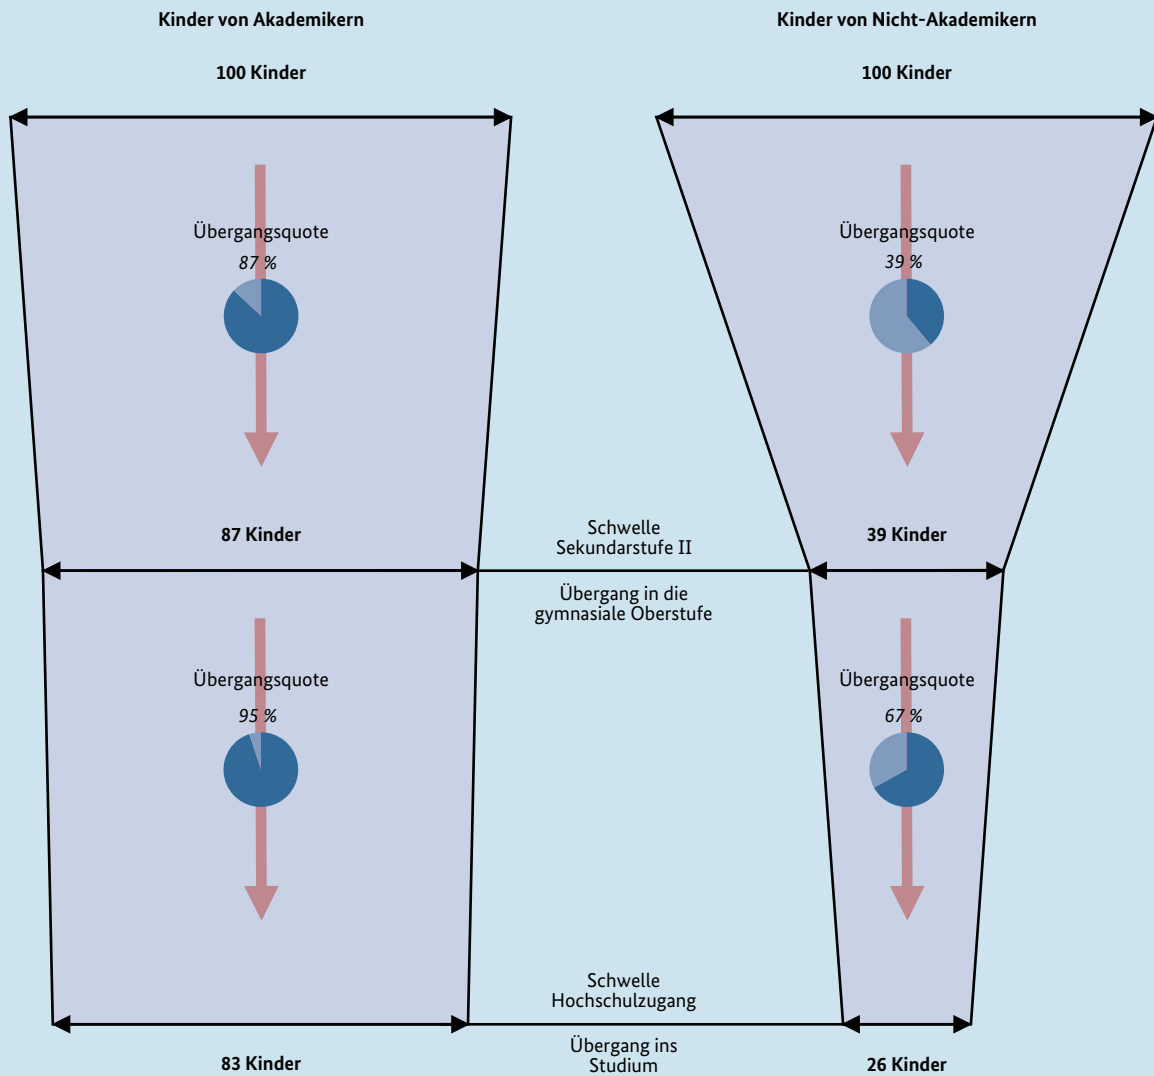 Kinder von Akademikern
Kinder von Nicht-Akademikern
100 Kinder
100 Kinder
Übergangsquote
87 %
Übergangsquote
39 %
87 Kinder
Schwelle
Sekundarstufe II
39 Kinder
Übergang in die
gymnasiale Oberstufe
Übergangsquote
95 %
Übergangsquote
67 %
Schwelle
Hochschulzugang
83 Kinder
Übergang ins
Studium
26 Kinder